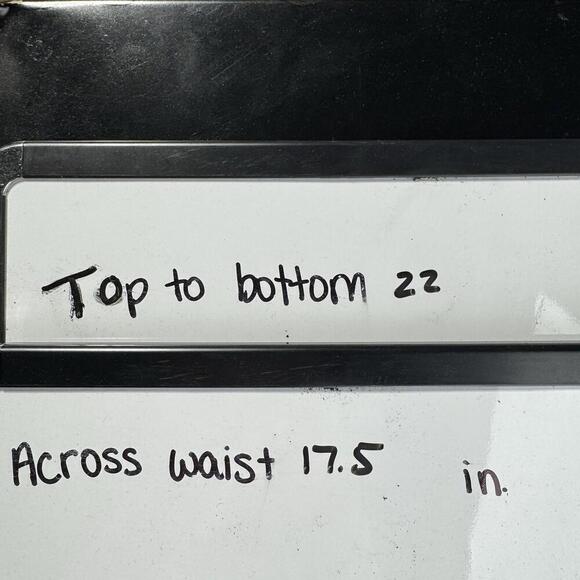 Top to bottom 22
Across waist 17.5 in.